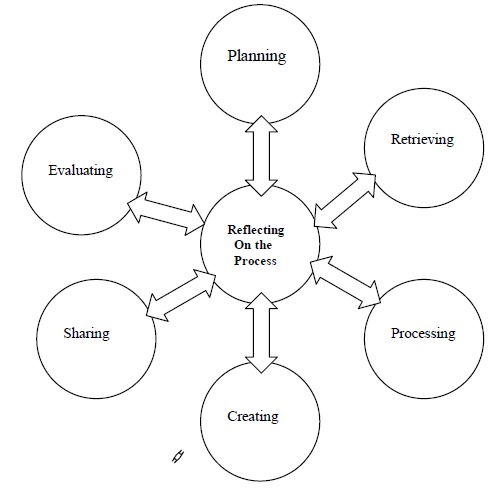 Planning
Retrieving
Evaluating
Reflecting
On the
Process
Sharing
Processing
Creating